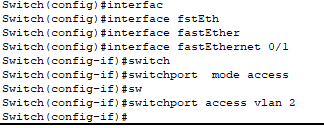 Switch(config)#interfac
Switch(config)#interface fstEth
Switch(config)#interface fastEther
Switch(config)#interface fastEthernet 0/1
Switch(config-if)#switch
Switch(config-if)#switchport  mode access
Switch(config-if)#sw
Switch(config-if)#switchport access vlan 2
Switch(config-if)#